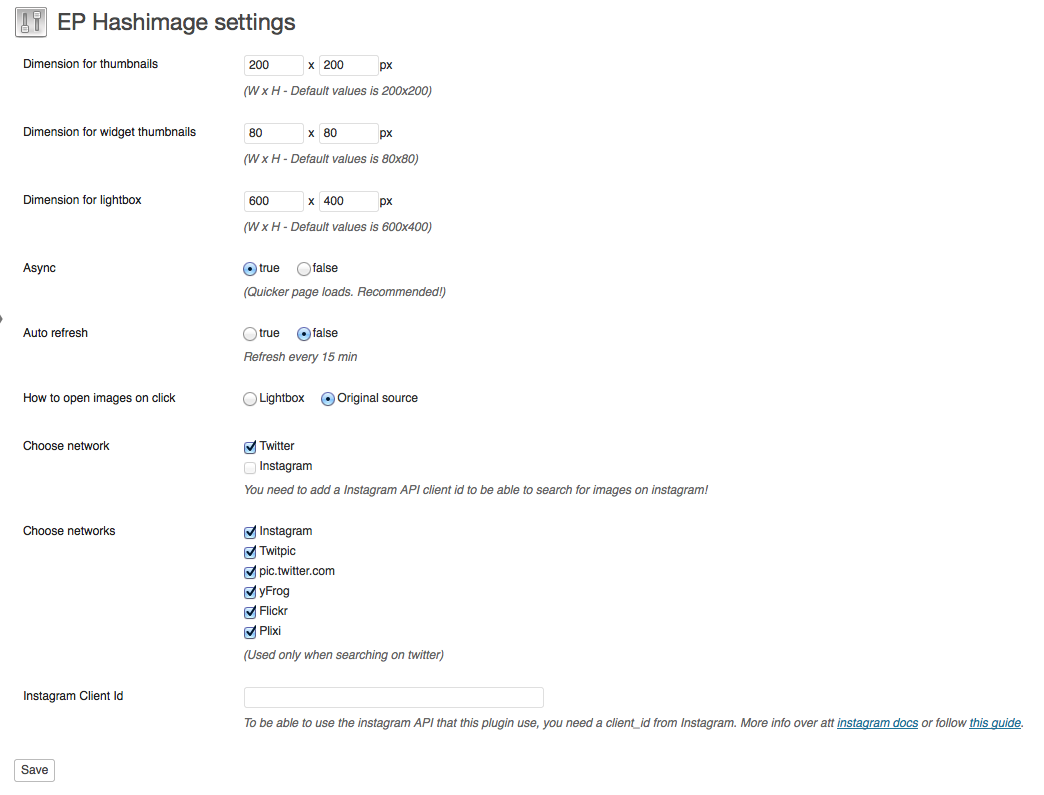 EP Hashimage settings
Dimension for thumbnails 200 x 200 px
(W x H - Default values is 200x200)
Dimension for widget thumbnails 80 x 80 px
(W x H - Default values is 80x80)
Dimension for lightbox 600 x 400 px
(W x H - Default values is 600x400)
Async true false
(Quicker page loads. Recommended!)
Auto refresh true false
Refresh every 15 min
How to open images on click Lightbox Original source
Choose network Twitter
Instagram
You need to add a Instagram API client id to be able to search for images on instagram!
Choose networks Instagram
Twitpic
pic.twitter.com
yFrog
Flickr
Plixi
(Used only when searching on twitter)
Instagram Client Id
To be able to use the instagram API that this plugin use, you need a client_id from Instagram. More info over att instagram docs or follow this guide.
Save